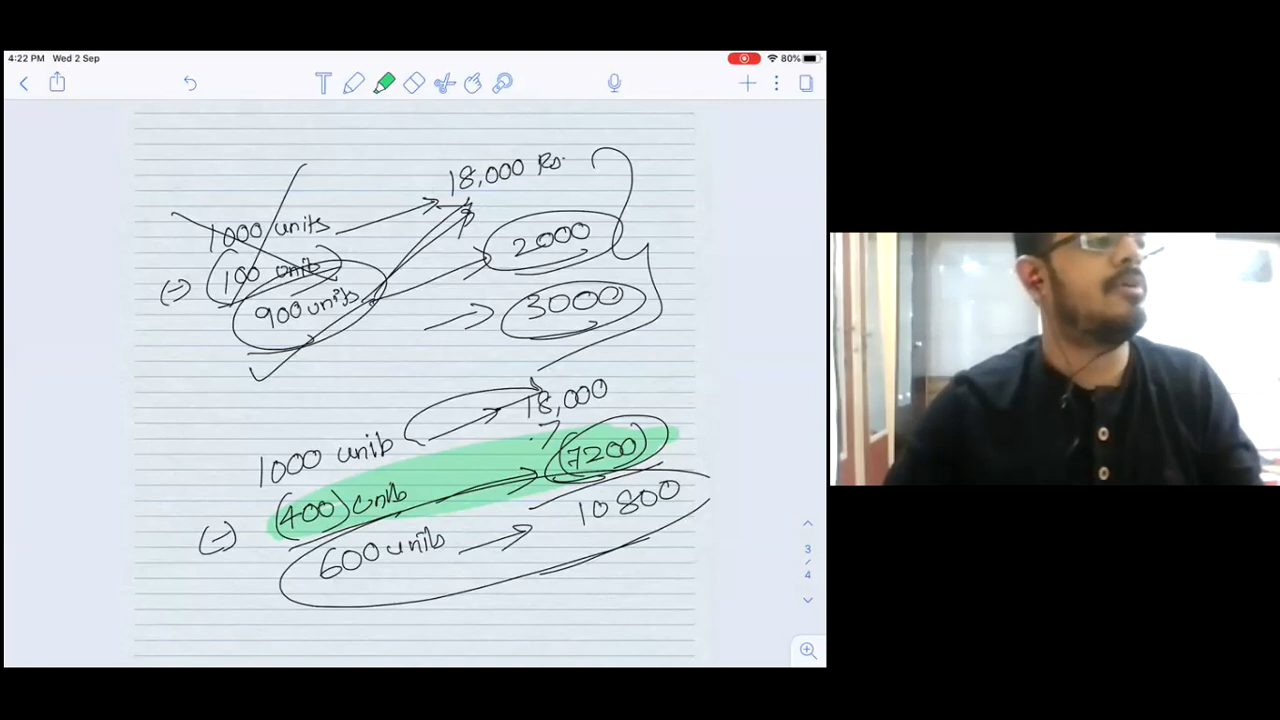 4:22 PM Wed 2 Sep
80%
T
18,000 Rs.
1000 units
2000
(-) 100 units
900 units
3000
18,000
1000 units
(7200)
(400) units
(-)
10800
600 units
3
/
4